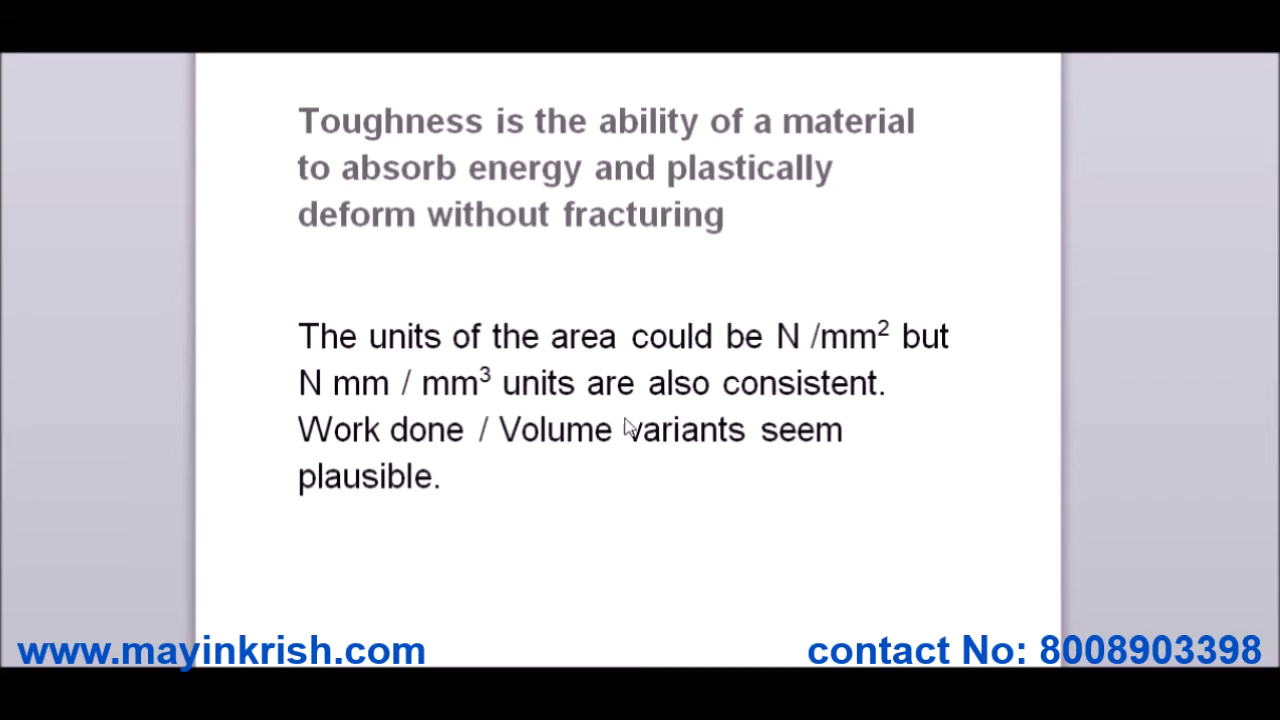 Toughness is the ability of a material
to absorb energy and plastically
deform without fracturing
The units of the area could be N /mm² but
N mm / mm³ units are also consistent.
Work done / Volume variants seem
plausible.
www.mayinkrish.com
contact No: 8008903398